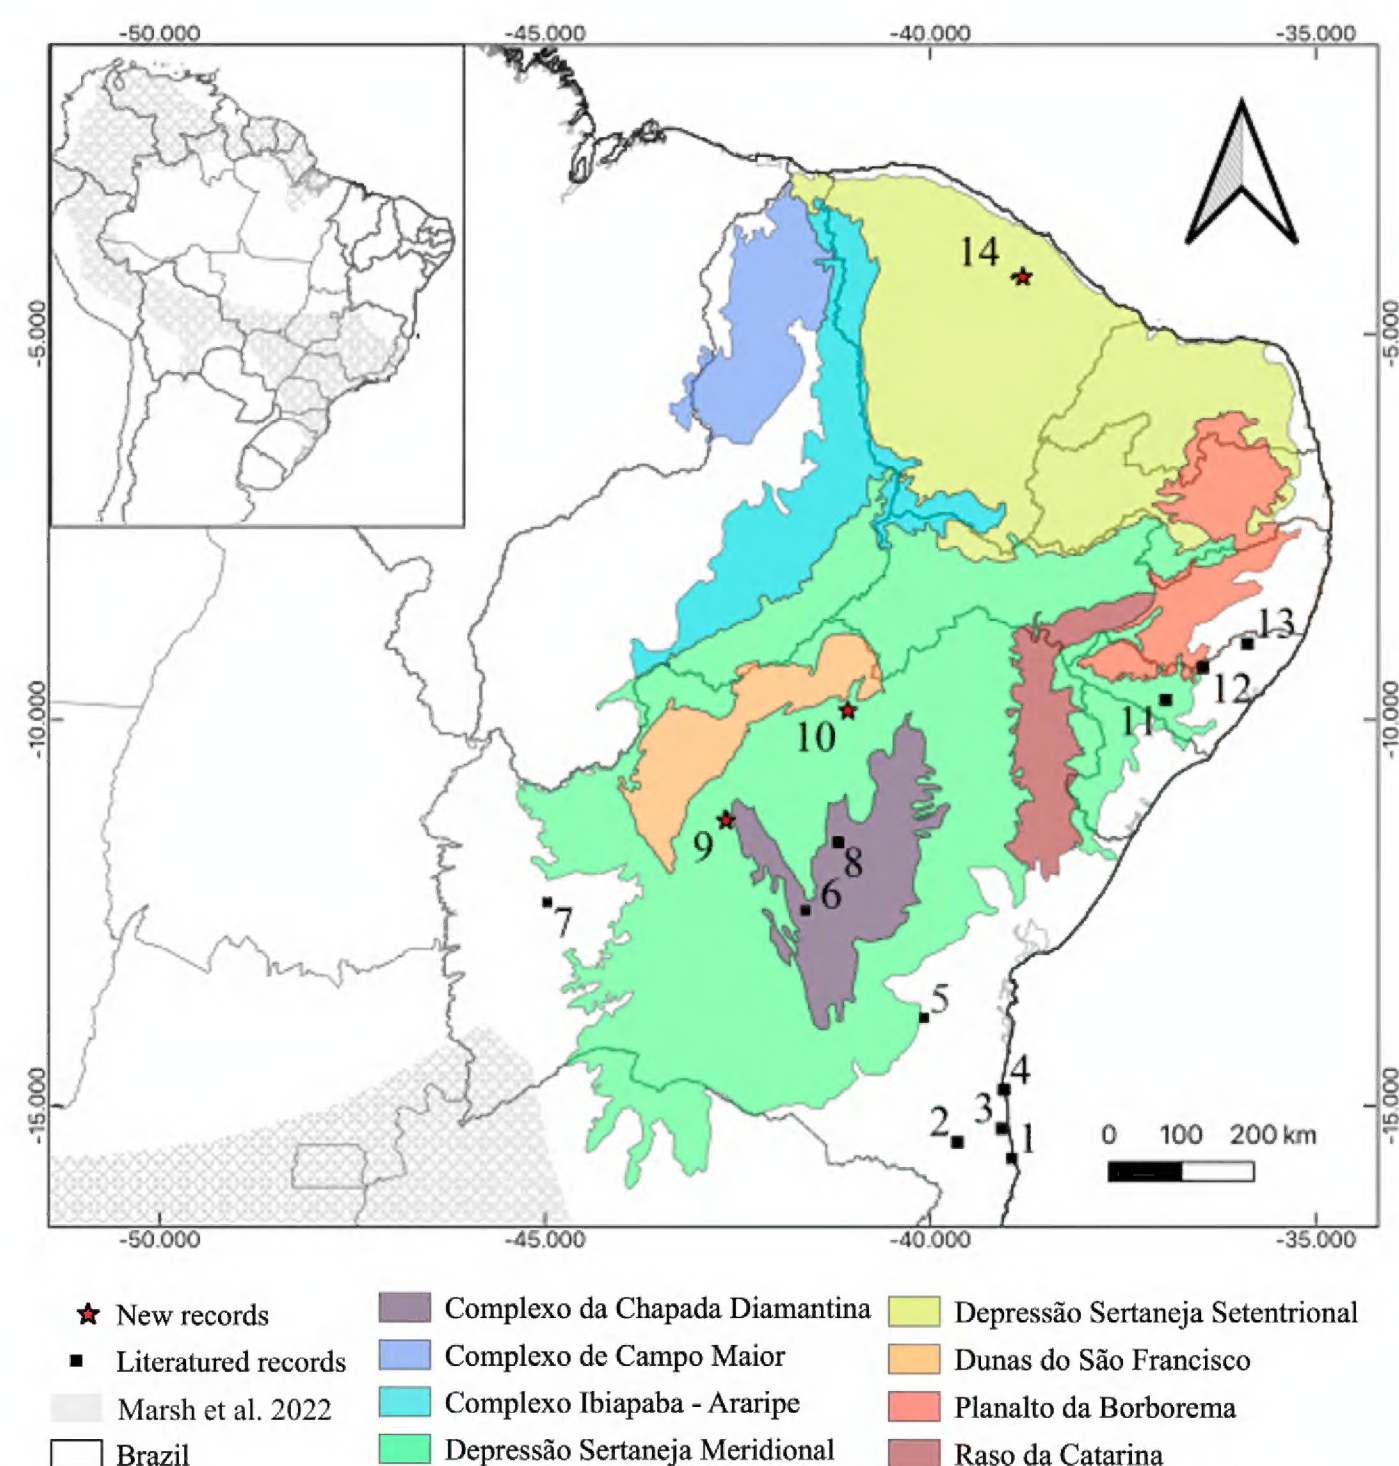 -50.000 -45.000 -40.000 -35.000
14
-5.000 -5.000
13
12
11
10
-10.000 -10.000
9
8
6
7
5
4
3
2
1
-15.000 -15.000
0 100 200 km
-50.000 -45.000 -40.000 -35.000
New records
Literatured records
Marsh et al. 2022
Brazil
Complexo da Chapada Diamantina
Complexo de Campo Maior
Complexo Ibiapaba - Araripe
Depressão Sertaneja Meridional
Depressão Sertaneja Setentrional
Dunas do São Francisco
Planalto da Borborema
Raso da Catarina